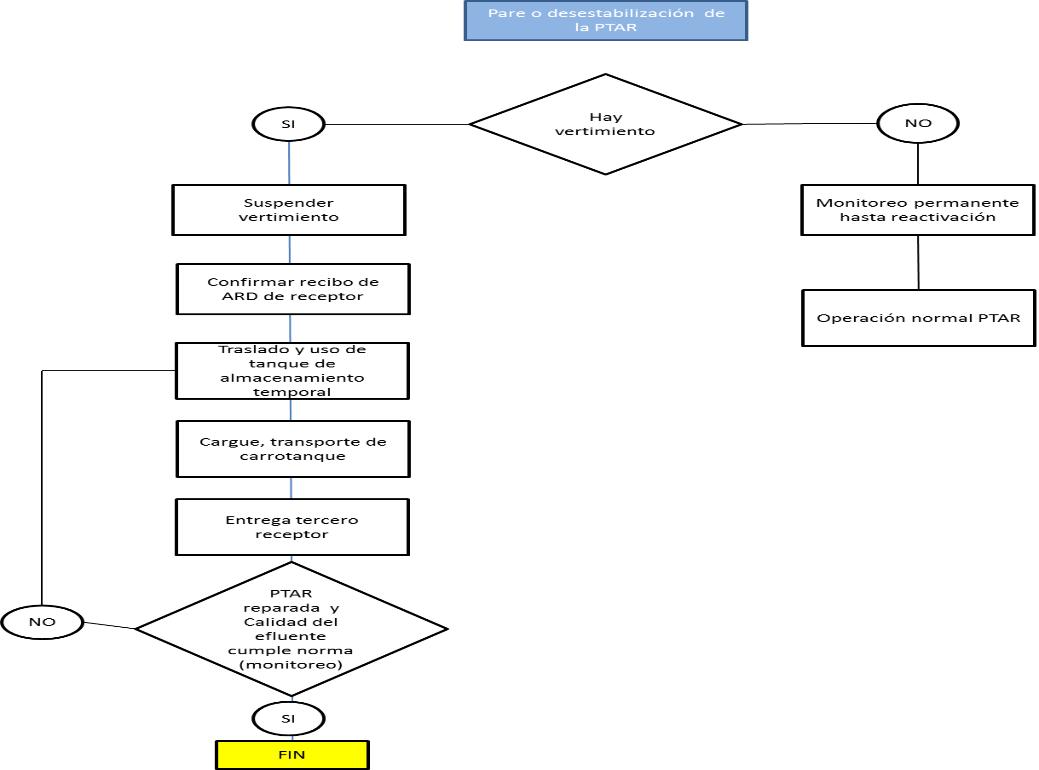 Pare o desestabilización de
la PTAR
Hay
vertimiento
SI
NO
Suspender
vertimiento
Monitoreo permanente
hasta reactivación
Confirmar recibo de
ARD de receptor
Operación normal PTAR
Traslado y uso de
tanque de
almacenamiento
temporal
Cargue, transporte de
carrotanque
Entrega tercero
receptor
PTAR
reparada y
Calidad del
efluente
cumple norma
(monitoreo)
NO
SI
FIN